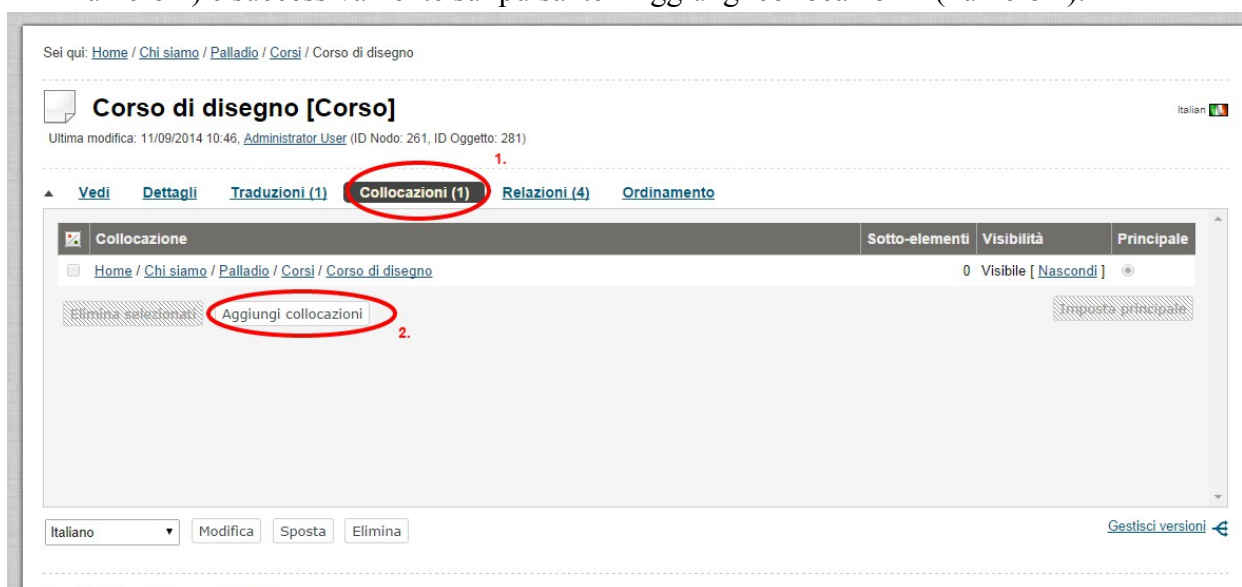 Sei qui: Home / Chi siamo / Palladio / Corsi / Corso di disegno
Corso di disegno [Corso]
Italian
Ultima modifica: 11/09/2014 10:46, Administrator User (ID Nodo: 261, ID Oggetto: 281)
1.
Vedi Dettagli Traduzioni (1) Collocazioni (1) Relazioni (4) Ordinamento
Collocazione Sotto-elementi Visibilità Principale
Home / Chi siamo / Palladio / Corsi / Corso di disegno 0 Visibile [ Nascondi ]
Elimina selezionati Aggiungi collocazioni Imposta principale
2.
Italiano Modifica Sposta Elimina Gestisci versioni